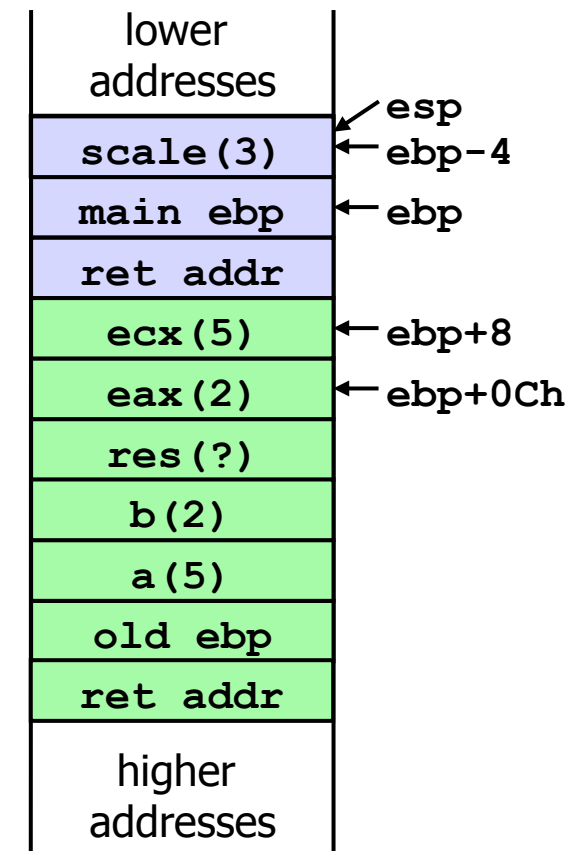 lower
addresses
esp
scale(3)
ebp-4
main ebp
ebp
ret addr
ecx(5)
ebp+8
eax(2)
ebp+0Ch
res(?)
b(2)
a(5)
old ebp
ret addr
higher
addresses